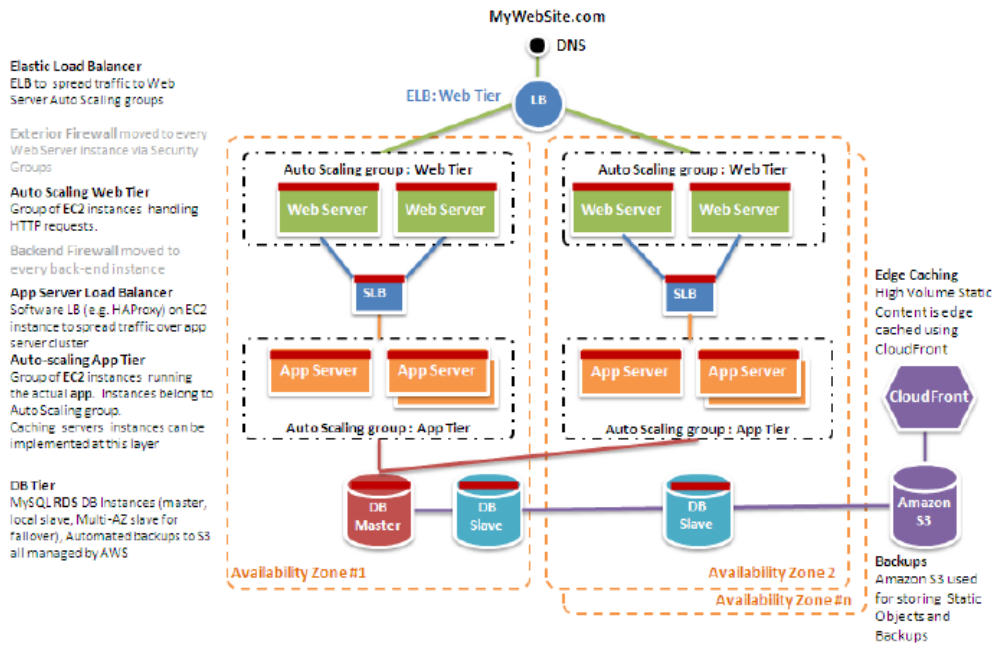 MyWebSite.com
DNS
ELB: Web Tier
LB
Elastic Load Balancer
ELB to spread traffic to Web
Server Auto Scaling groups
Exterior Firewall moved to every
Web Server instance via Security
Groups
Auto Scaling Web Tier
Group of EC2 instances handling
HTTP requests.
Backend Firewall moved to
every back-end instance
App Server Load Balancer
Software LB (e.g. HAProxy) on EC2
instance to spread traffic over app
server cluster
Auto-scaling App Tier
Group of EC2 instances running
the actual app. Instances belong to
Auto Scaling group.
Caching servers instances can be
implemented at this layer
DB Tier
MySQL RDS DB Instances (master,
local slave, Multi-AZ slave for
failover), Automated backups to S3
all managed by AWS
Auto Scaling group : Web Tier
Web Server
Web Server
SLB
App Server
App Server
Auto Scaling group : App Tier
DB
Master
DB
Slave
Availability Zone #1
Auto Scaling group : Web Tier
Web Server
Web Server
SLB
App Server
App Server
Auto Scaling group : App Tier
DB
Slave
Availability Zone 2
Availability Zone #n
Edge Caching
High Volume Static
Content is edge
cached using
CloudFront
CloudFront
Amazon
S3
Backups
Amazon S3 used
for storing Static
Objects and
Backups